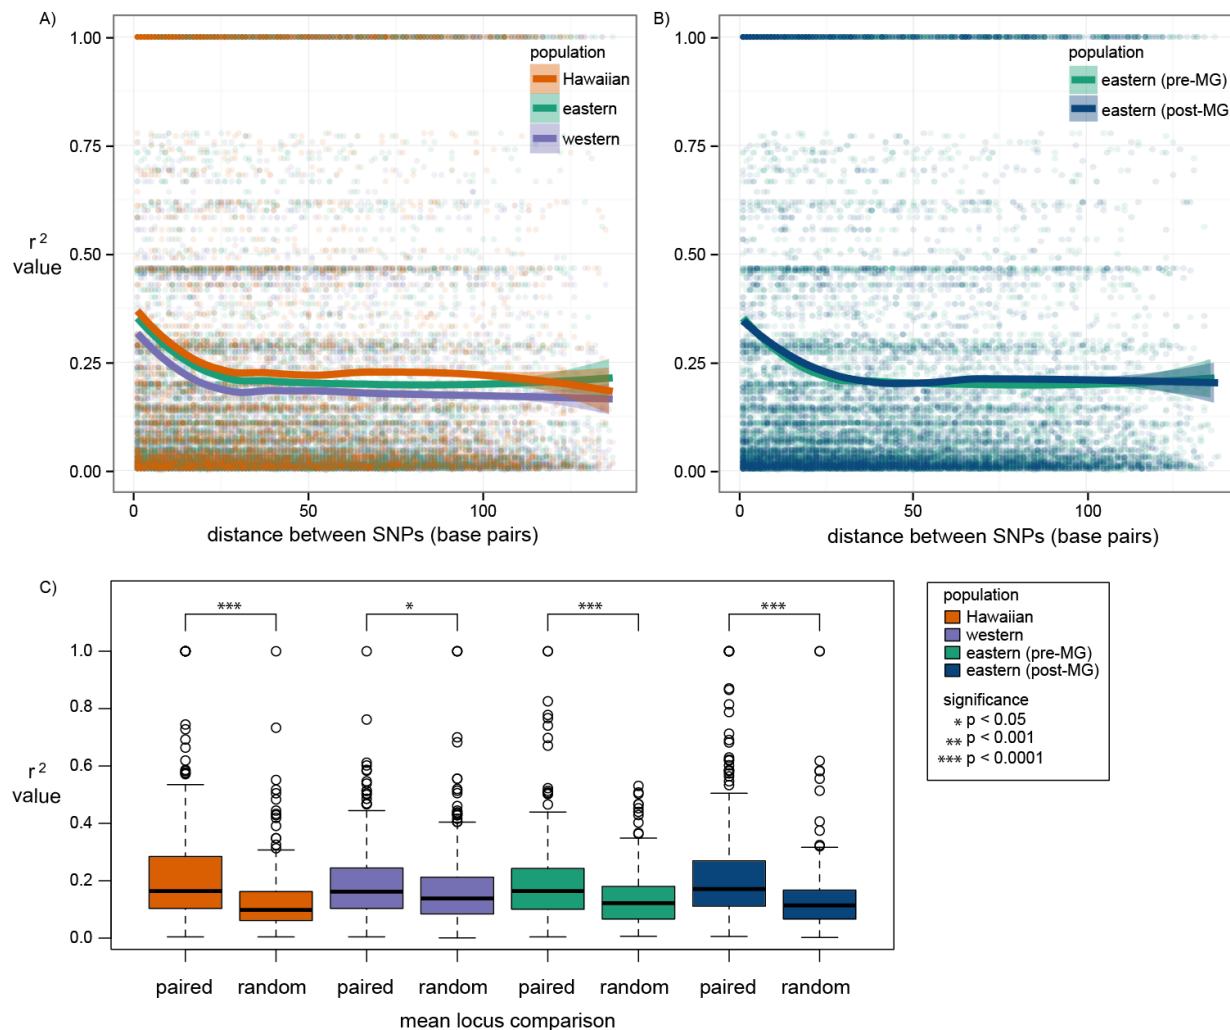 A)
population
Hawaiian
eastern
western
1.00
0.75
0.50
0.25
0.00
r 2
value
0
50
100
distance between SNPs (base pairs)
B)
population
eastern (pre-MG)
eastern (post-MG
1.00
0.75
0.50
0.25
0.00
0
50
100
distance between SNPs (base pairs)
C)
***
*
***
***
1.0
0.8
0.6
0.4
0.2
0.0
r 2
value
paired
random
paired
random
paired
random
paired
random
mean locus comparison
population
Hawaiian
western
eastern (pre-MG)
eastern (post-MG)
significance
* p < 0.05
** p < 0.001
*** p < 0.0001